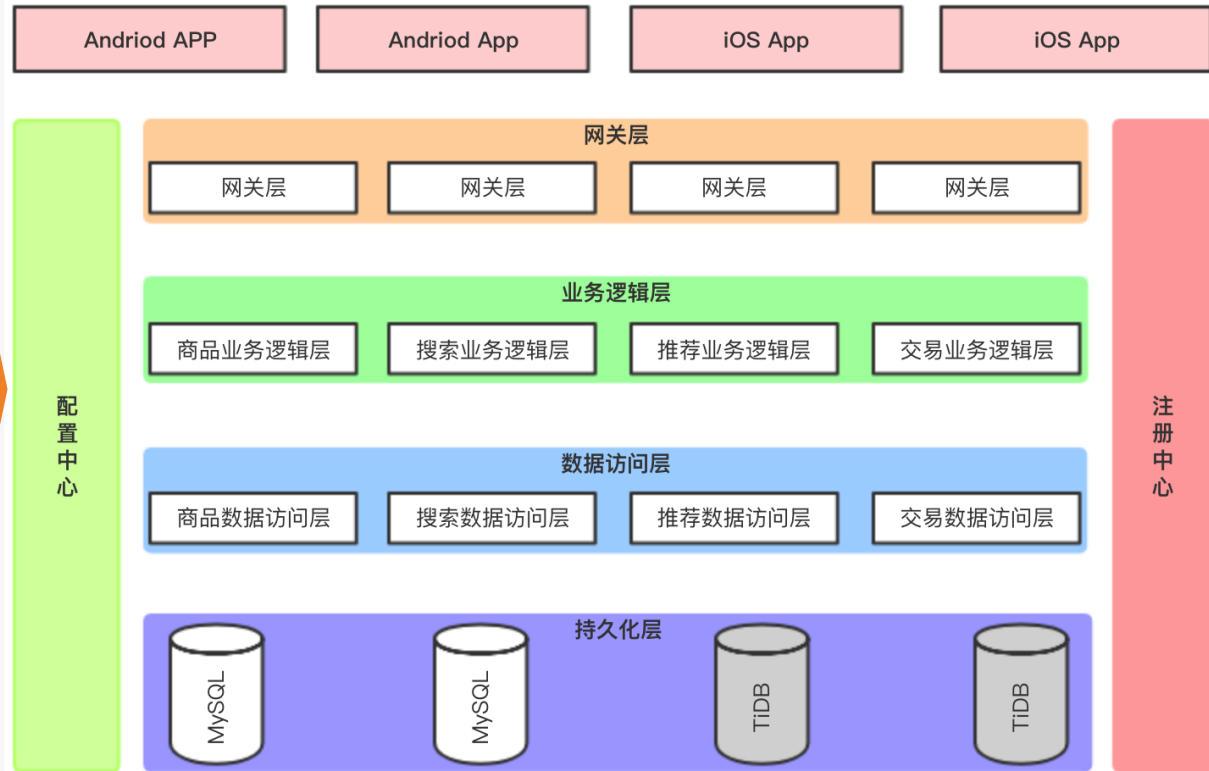 Andriod APP
Andriod App
iOS App
iOS App
网关层
网关层
网关层
网关层
网关层
业务逻辑层
商品业务逻辑层
搜索业务逻辑层
推荐业务逻辑层
交易业务逻辑层
配置中心
注册中心
数据访问层
商品数据访问层
搜索数据访问层
推荐数据访问层
交易数据访问层
持久化层
MySQL
MySQL
TiDB
TiDB